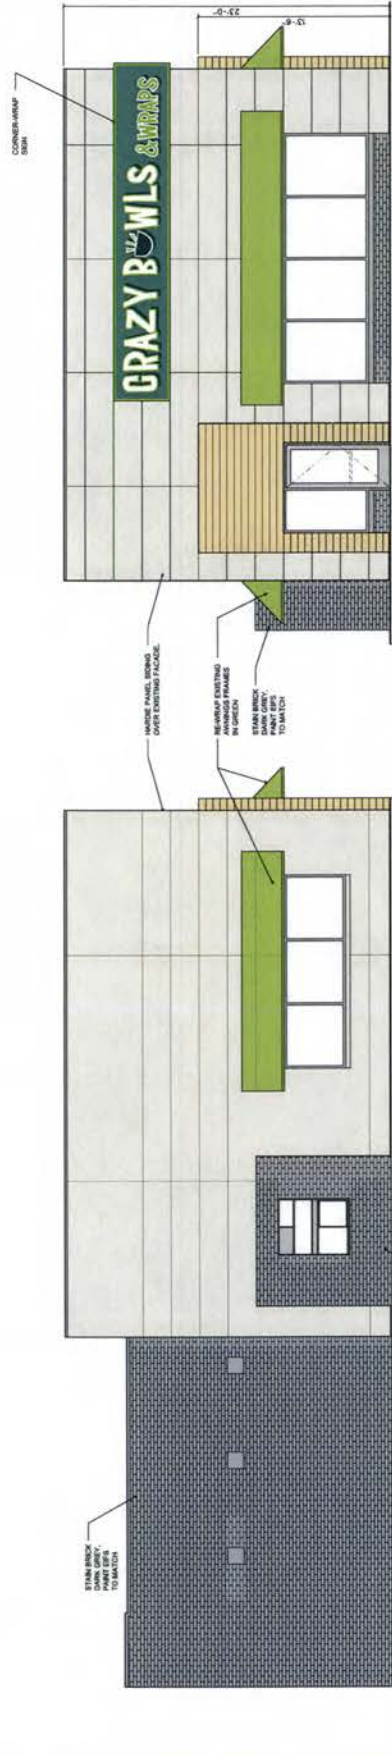 CORNER-WRAP
SIGN
23'-0"
13'-6"
CRAZY BOWLS & WRAPS
HARDIE PANEL SIDING
OVER EXISTING FACADE.
RE-WRAP EXISTING
AWNINGS FRAMES
IN GREEN
STAIN BRICK
DARK GREY,
PAINT EIFS
TO MATCH
STAIN BRICK
DARK GREY,
PAINT EIFS
TO MATCH